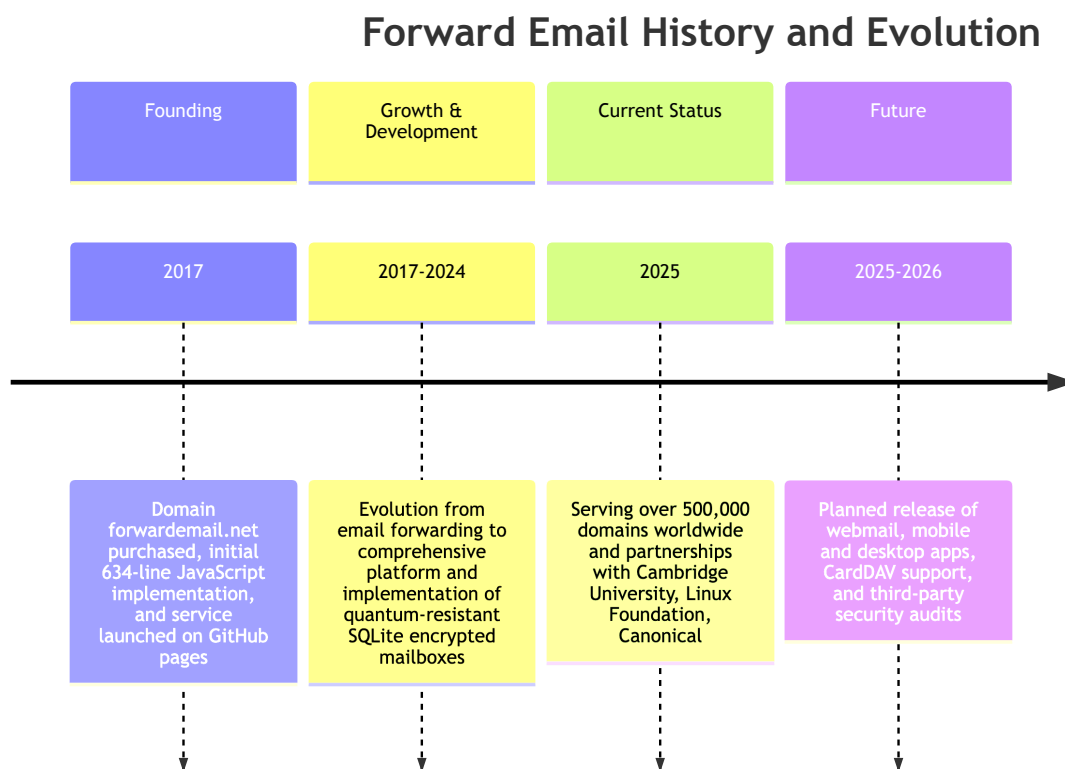 Forward Email History and Evolution
Founding
Growth &
Development
Current Status
Future
2017
2017-2024
2025
2025-2026
Domain
forwardemail.net
purchased, initial
634-line JavaScript
implementation,
and service
launched on GitHub
pages
Evolution from
email forwarding to
comprehensive
platform and
implementation of
quantum-resistant
SQLite encrypted
mailboxes
Serving over 500,000
domains worldwide
and partnerships
with Cambridge
University, Linux
Foundation,
Canonical
Planned release of
webmail, mobile
and desktop apps,
CardDAV support,
and third-party
security audits